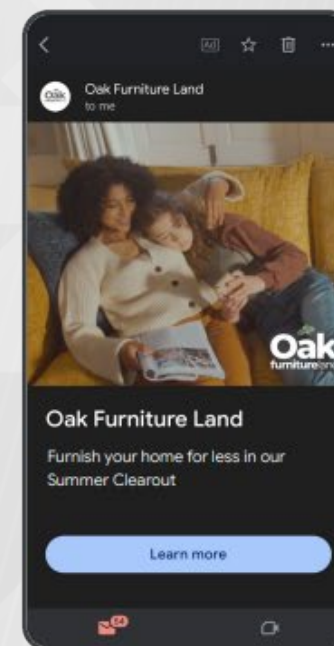 Ad
Oak
Oak Furniture Land
to me
Oak
furnitureland
Oak Furniture Land
Furnish your home for less in our
Summer Clearout
Learn more
54